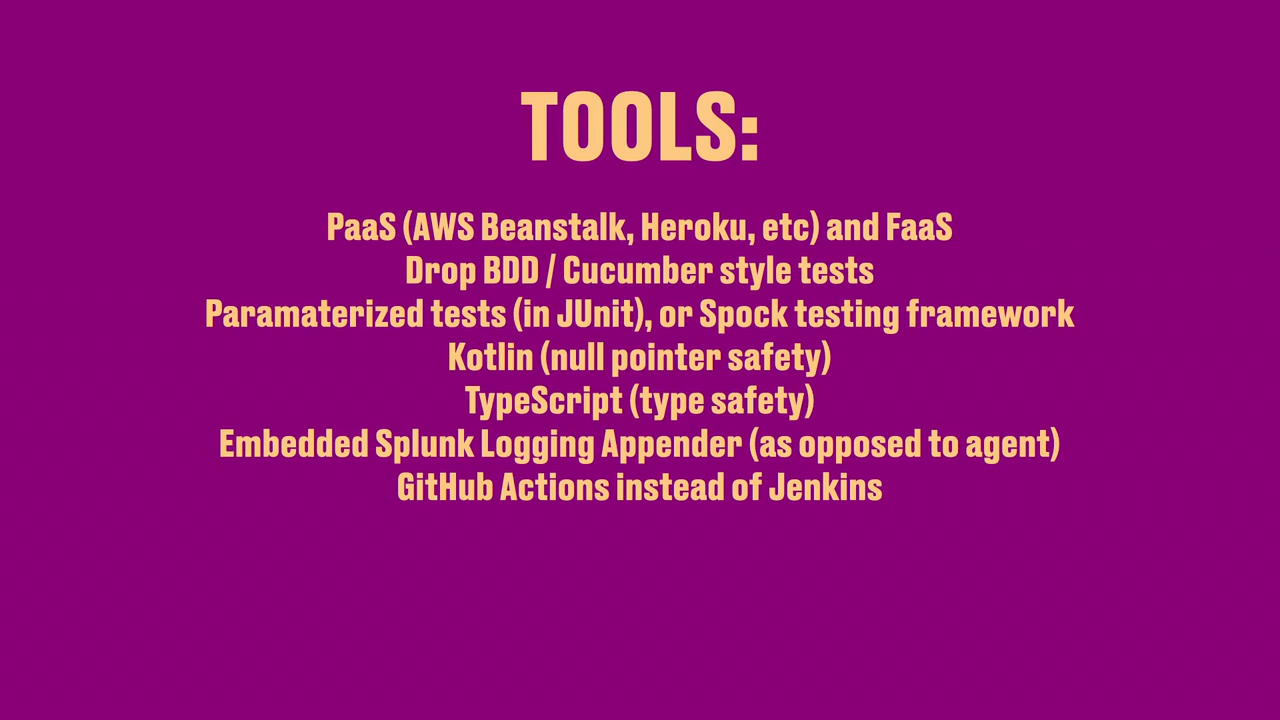 TOOLS:
PaaS (AWS Beanstalk, Heroku, etc) and FaaS
Drop BDD / Cucumber style tests
Paramaterized tests (in JUnit), or Spock testing framework
Kotlin (null pointer safety)
TypeScript (type safety)
Embedded Splunk Logging Appender (as opposed to agent)
GitHub Actions instead of Jenkins